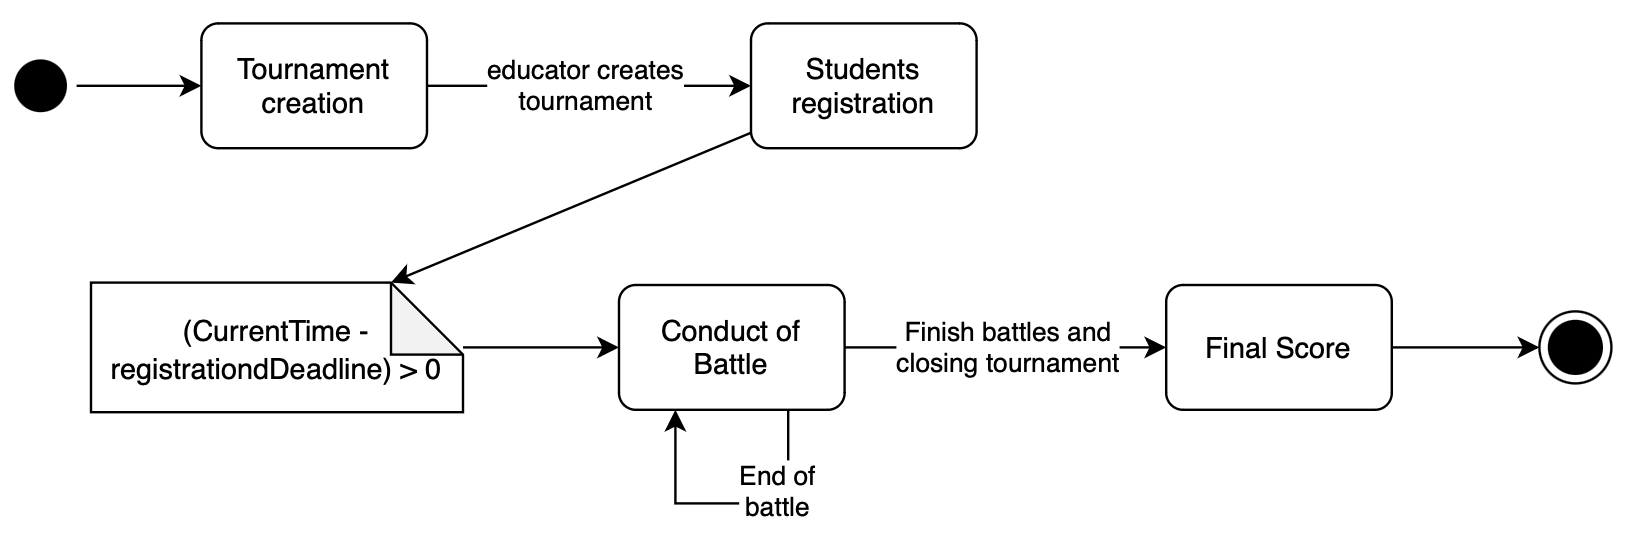 Tournament
creation
educator creates
tournament
Students
registration
(CurrentTime -
registrationdDeadline) > 0
Conduct of
Battle
Finish battles and
closing tournament
Final Score
End of
battle